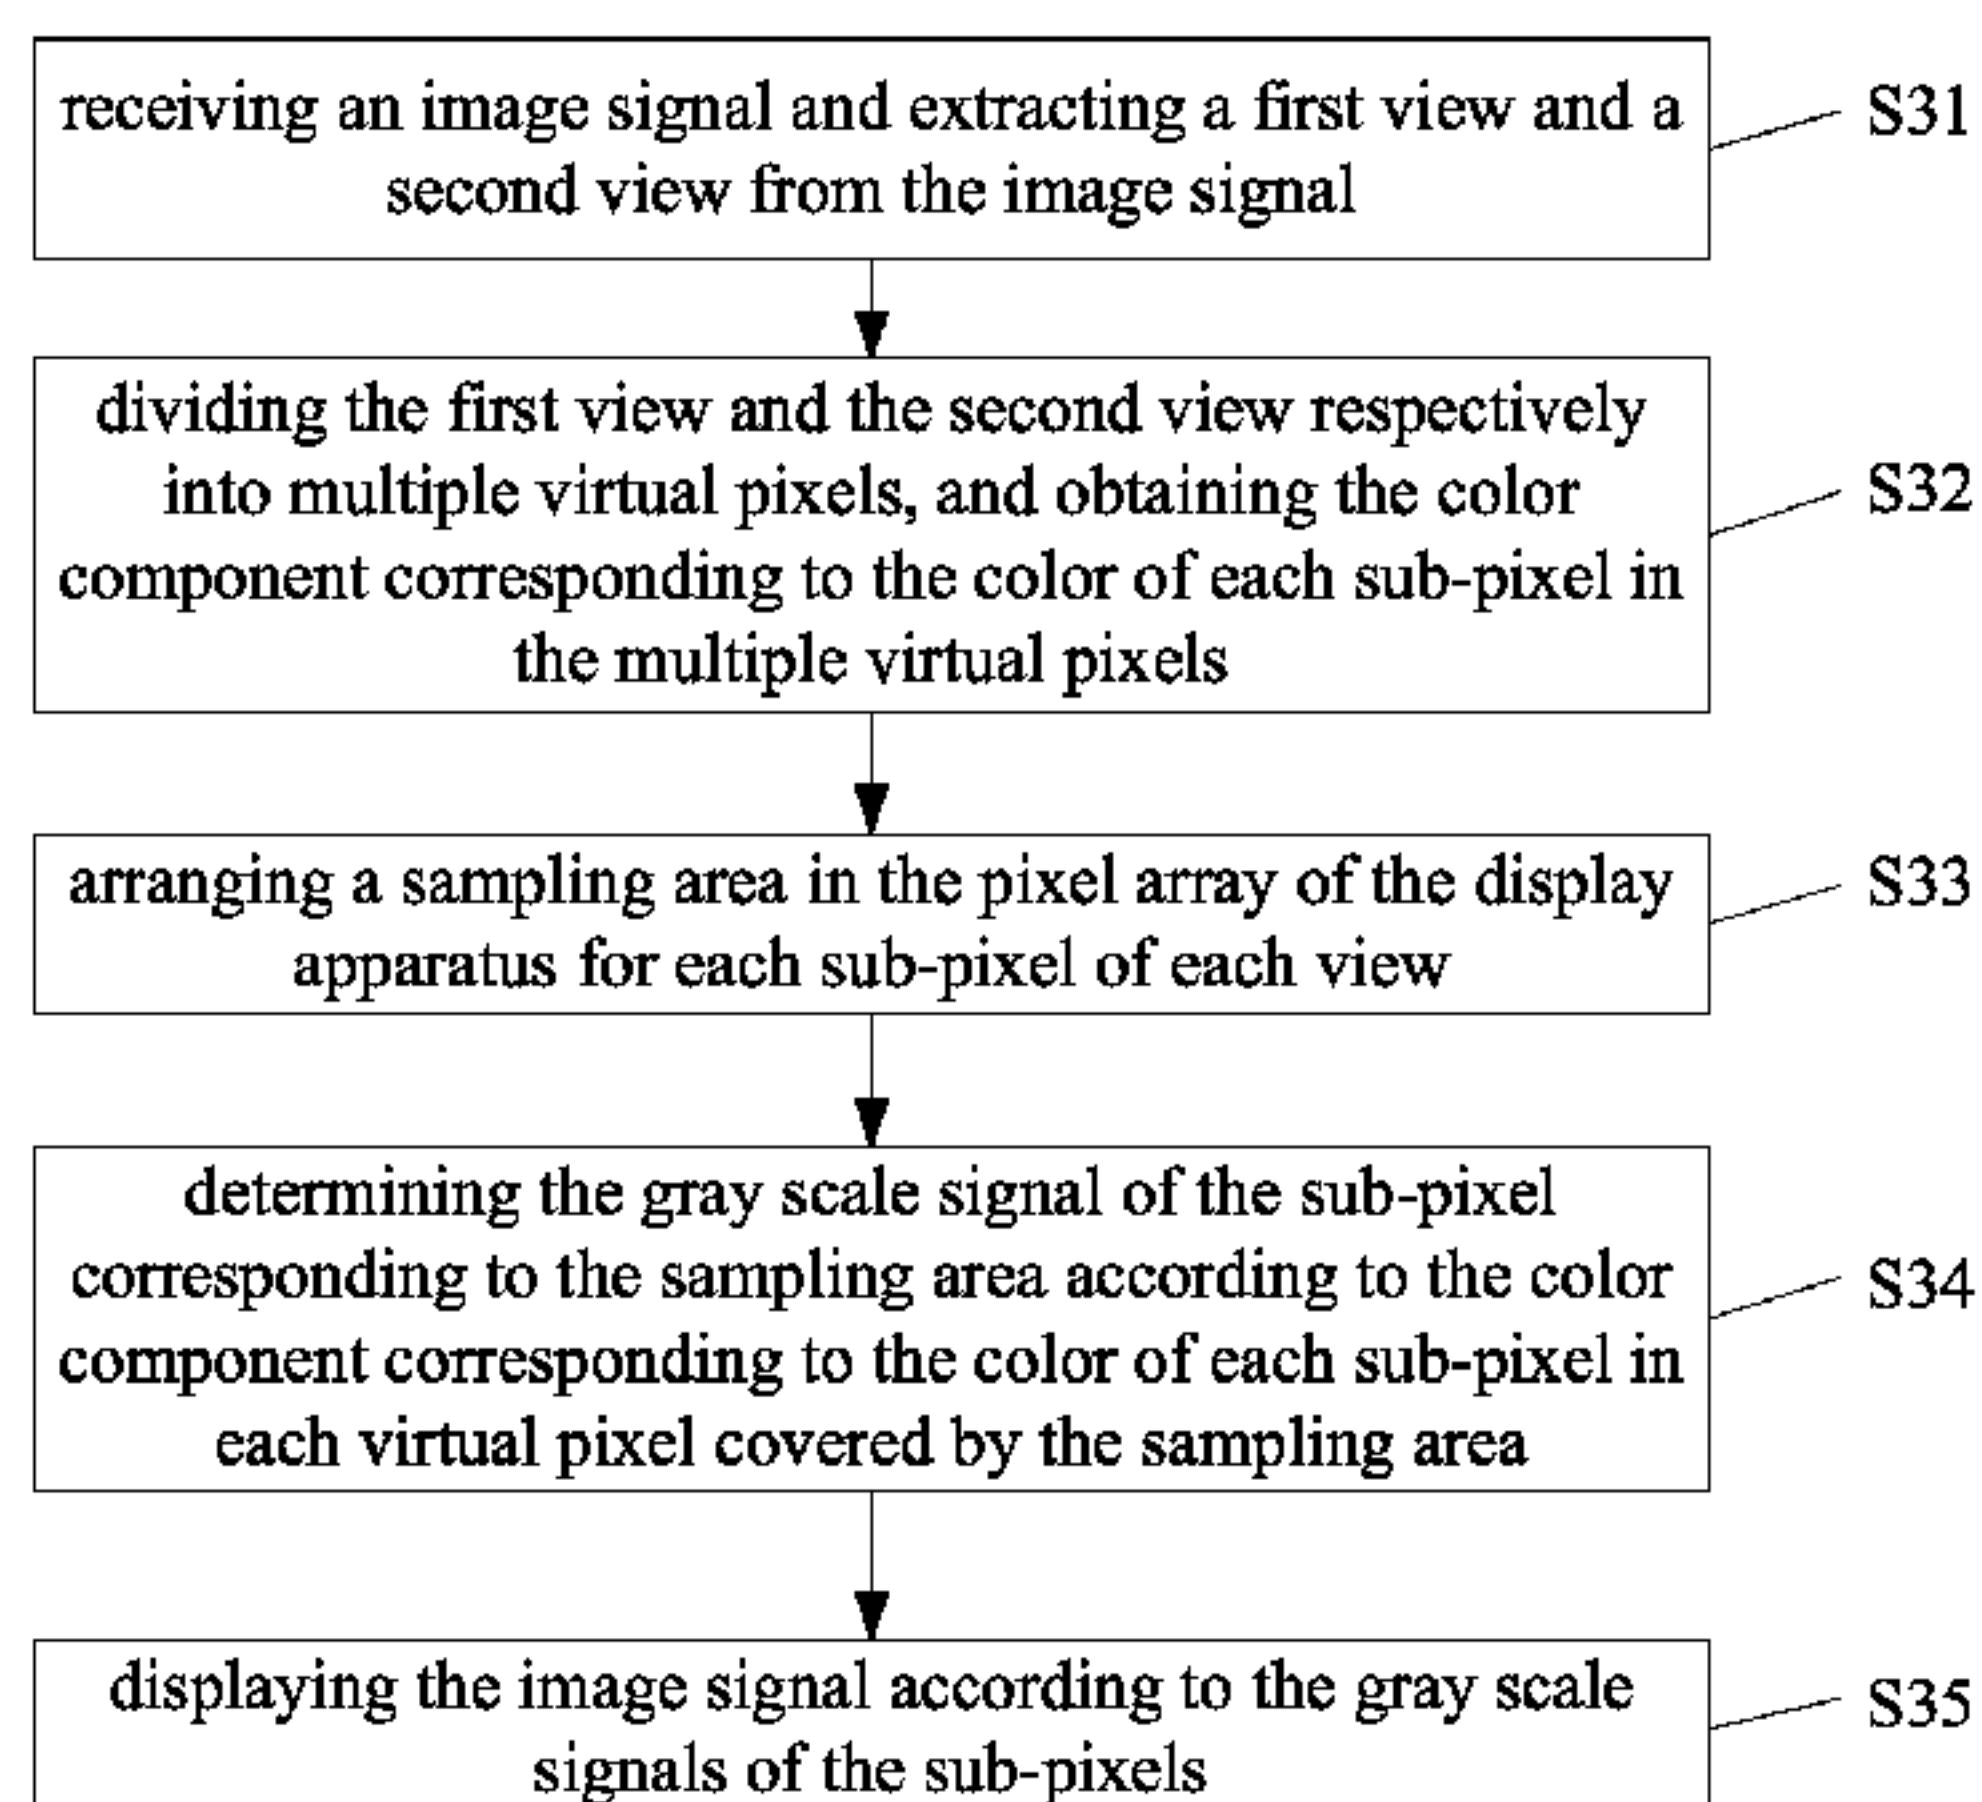 receiving an image signal and extracting a first view and a
second view from the image signal
S31
dividing the first view and the second view respectively
into multiple virtual pixels, and obtaining the color
component corresponding to the color of each sub-pixel in
the multiple virtual pixels
S32
arranging a sampling area in the pixel array of the display
apparatus for each sub-pixel of each view
S33
determining the gray scale signal of the sub-pixel
corresponding to the sampling area according to the color
component corresponding to the color of each sub-pixel in
each virtual pixel covered by the sampling area
S34
displaying the image signal according to the gray scale
signals of the sub-pixels
S35